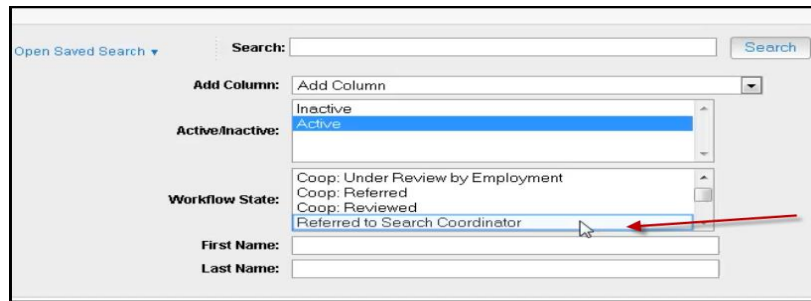 Open Saved Search ▼ Search: Search
Add Column: Add Column
Active/Inactive: Inactive
Active
Workflow State: Coop: Under Review by Employment
Coop: Referred
Coop: Reviewed
Referred to Search Coordinator
First Name:
Last Name: